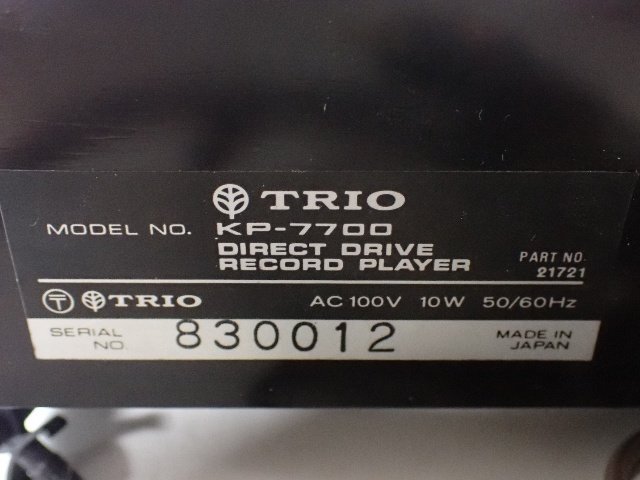 TRIO
MODEL NO. KP-7700
DIRECT DRIVE
RECORD PLAYER
PART NO.
21721
〒 TRIO AC 100V 10W 50/60Hz
SERIAL NO. 830012
MADE IN JAPAN